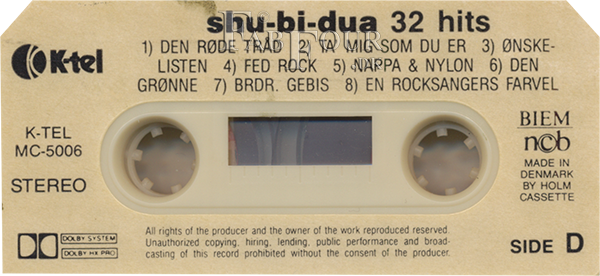 shu-bi-dua 32 hits
K-tel
1) DEN RØDE TRÅD 2) TA' MIG SOM DU ER 3) ØNSKE-
LISTEN 4) FED ROCK 5) NAPPA & NYLON 6) DEN
GRØNNE 7) BRDR. GEBIS 8) EN ROCKSANGERS FARVEL
FAB FOUR
K-TEL
MC-5006
STEREO
BIEM
n©b
MADE IN
DENMARK
BY HOLM
CASSETTE
DOLBY SYSTEM
DOLBY HX PRO
All rights of the producer and the owner of the work reproduced reserved.
Unauthorized copying, hiring, lending, public performance and broad-
casting of this record prohibited without the consent of the producer.
SIDE D